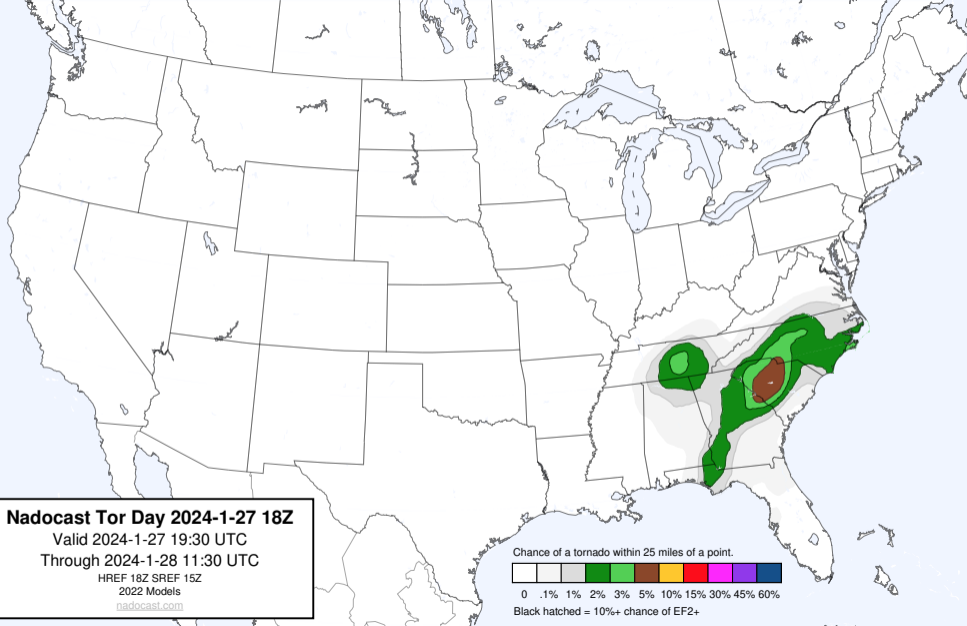 Nadocast Tor Day 2024-1-27 18Z
Valid 2024-1-27 19:30 UTC
Through 2024-1-28 11:30 UTC
HREF 18Z SREF 15Z
2022 Models
nadocast.com
Chance of a tornado within 25 miles of a point.
0 .1% 1% 2% 3% 5% 10% 15% 30% 45% 60%
Black hatched = 10%+ chance of EF2+